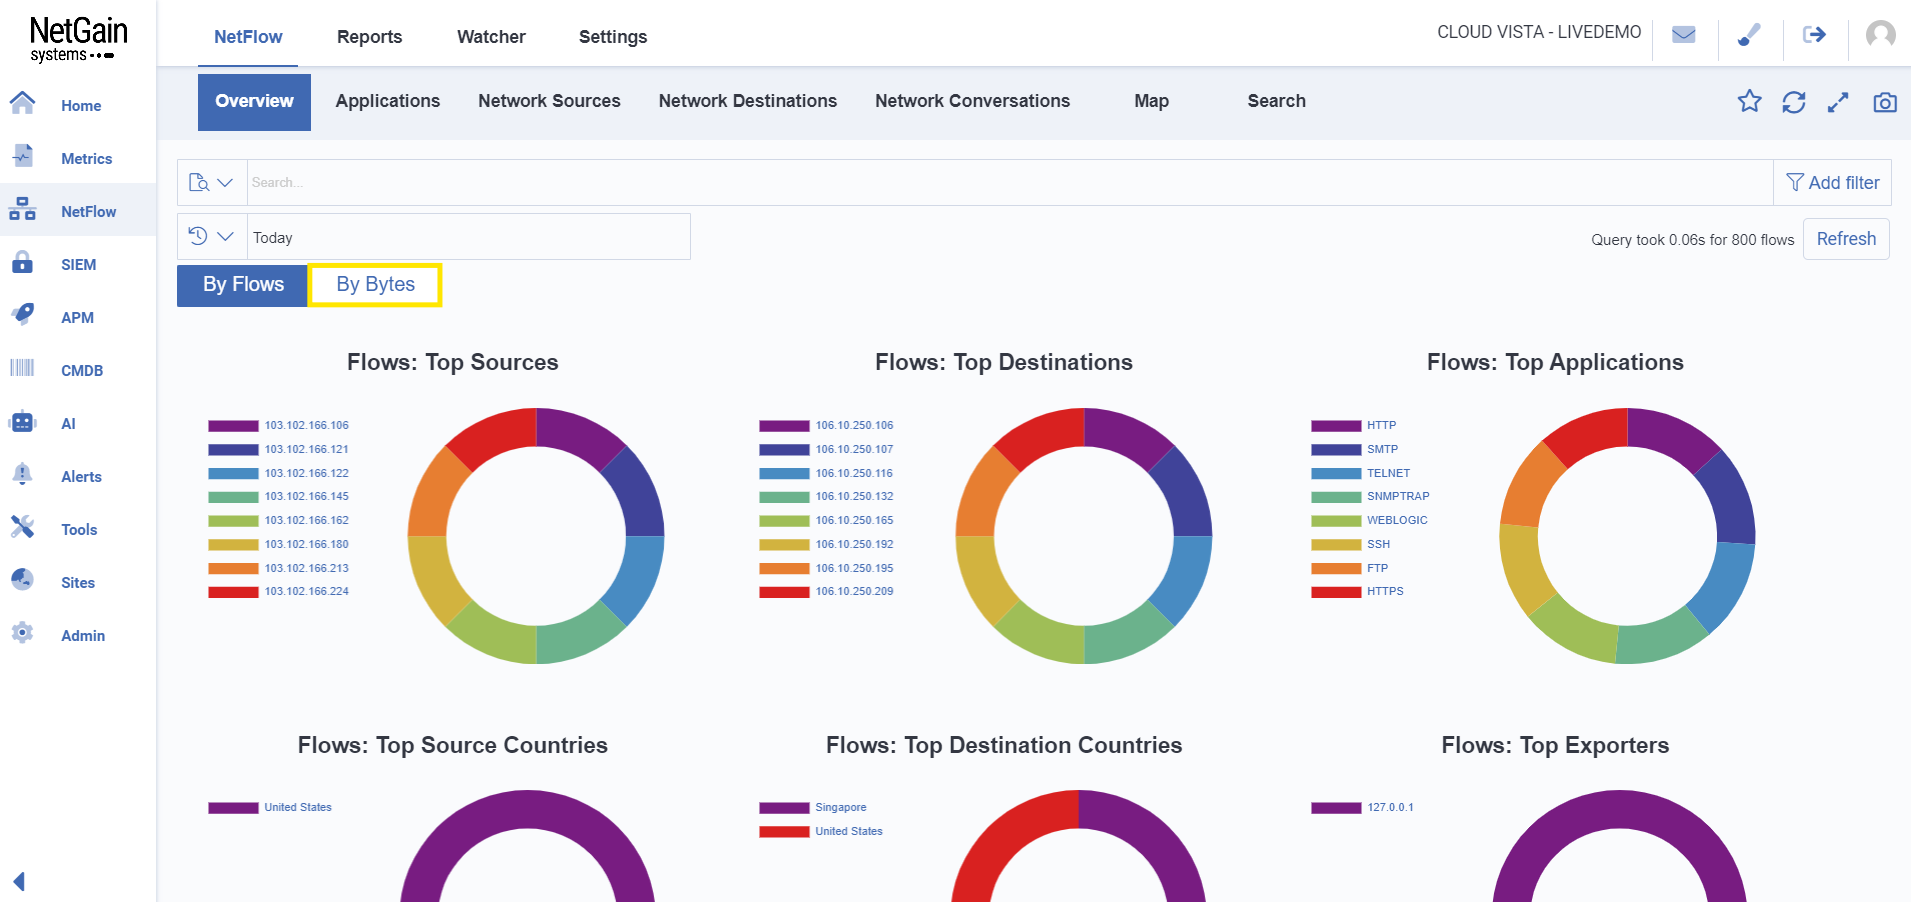 NetGain
systems
NetFlow Reports Watcher Settings
CLOUD VISTA - LIVEDEMO
Home
Metrics
NetFlow
SIEM
APM
CMDB
AI
Alerts
Tools
Sites
Admin
Overview Applications Network Sources Network Destinations Network Conversations Map Search
Search...
Add filter
Today
Query took 0.06s for 800 flows
Refresh
By Flows By Bytes
Flows: Top Sources
103.102.166.106
103.102.166.121
103.102.166.122
103.102.166.145
103.102.166.162
103.102.166.180
103.102.166.213
103.102.166.224
Flows: Top Destinations
106.10.250.106
106.10.250.107
106.10.250.116
106.10.250.132
106.10.250.165
106.10.250.192
106.10.250.195
106.10.250.209
Flows: Top Applications
HTTP
SMTP
TELNET
SNMPTRAP
WEBLOGIC
SSH
FTP
HTTPS
Flows: Top Source Countries
United States
Flows: Top Destination Countries
Singapore
United States
Flows: Top Exporters
127.0.0.1